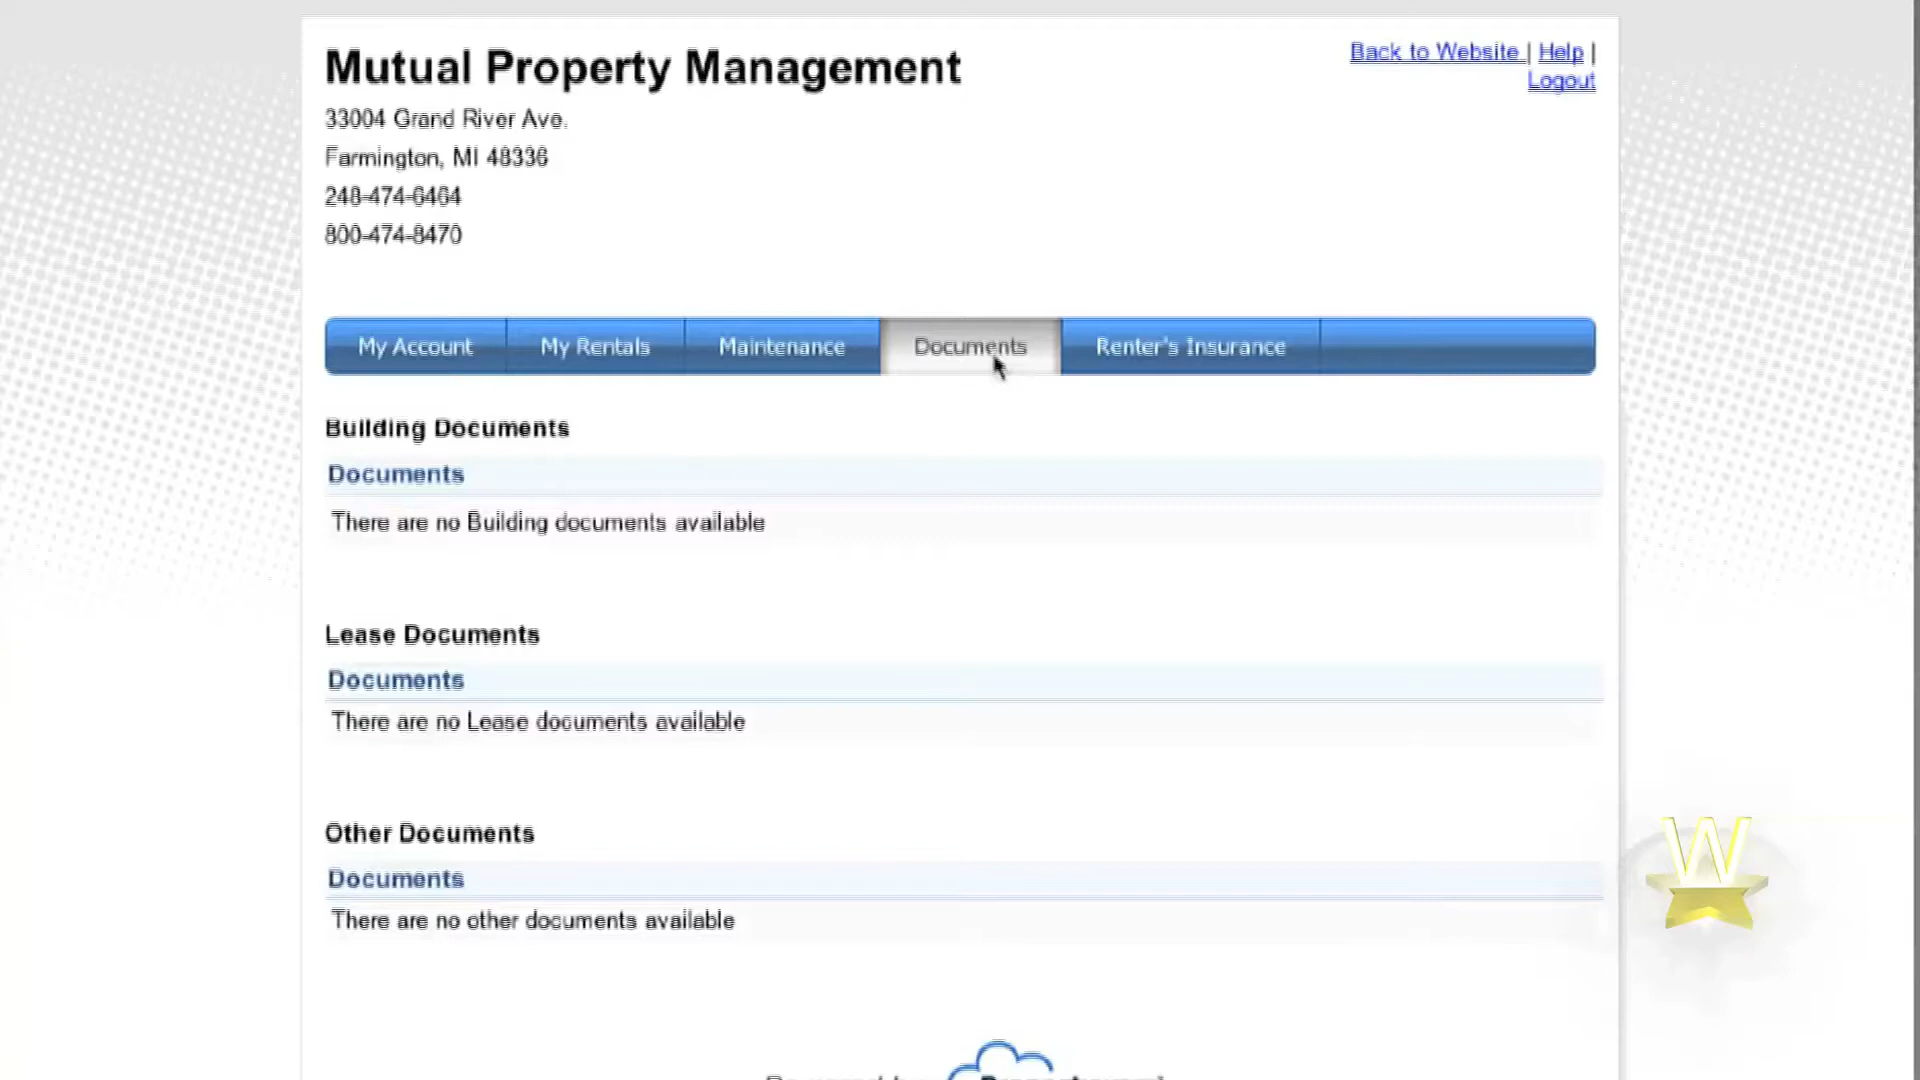 Mutual Property Management
Back to Website | Help |
Logout
33004 Grand River Ave.
Farmington, MI 48336
248-474-6464
800-474-8470
My Account
My Rentals
Maintenance
Documents
Renter's Insurance
Building Documents
Documents
There are no Building documents available
Lease Documents
Documents
There are no Lease documents available
Other Documents
Documents
There are no other documents available
W